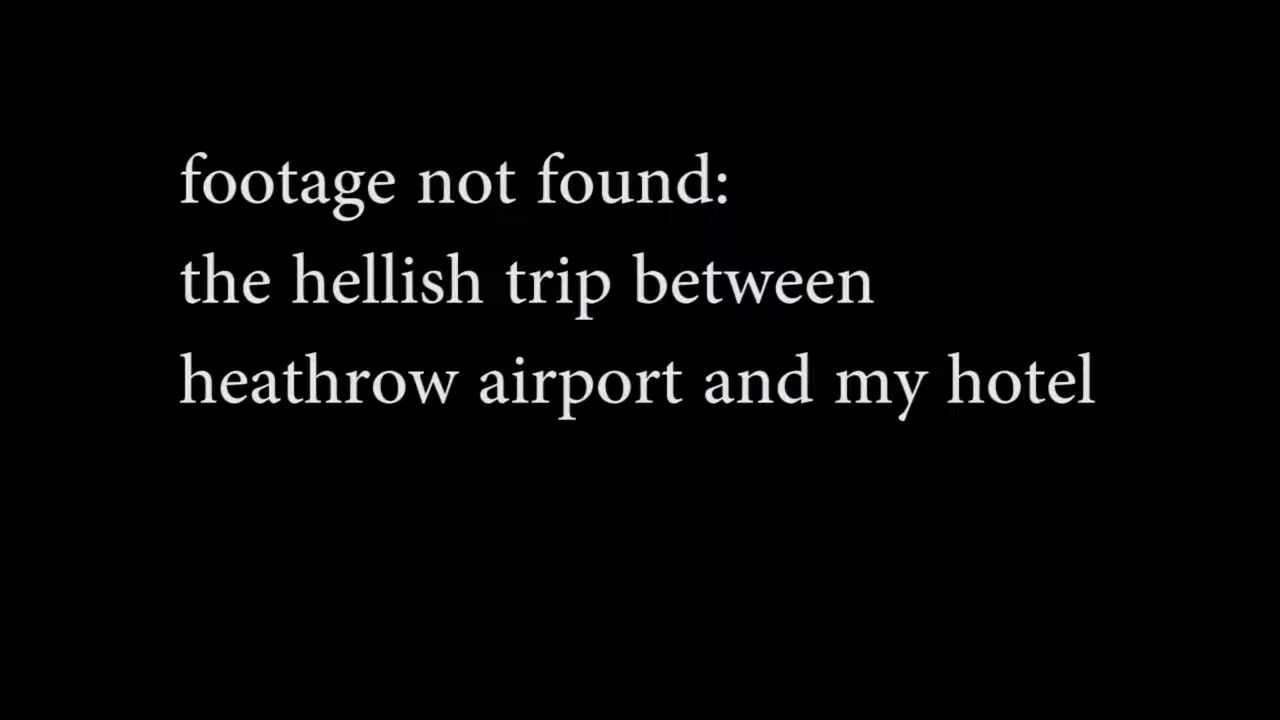 footage not found:
the hellish trip between
heathrow airport and my hotel